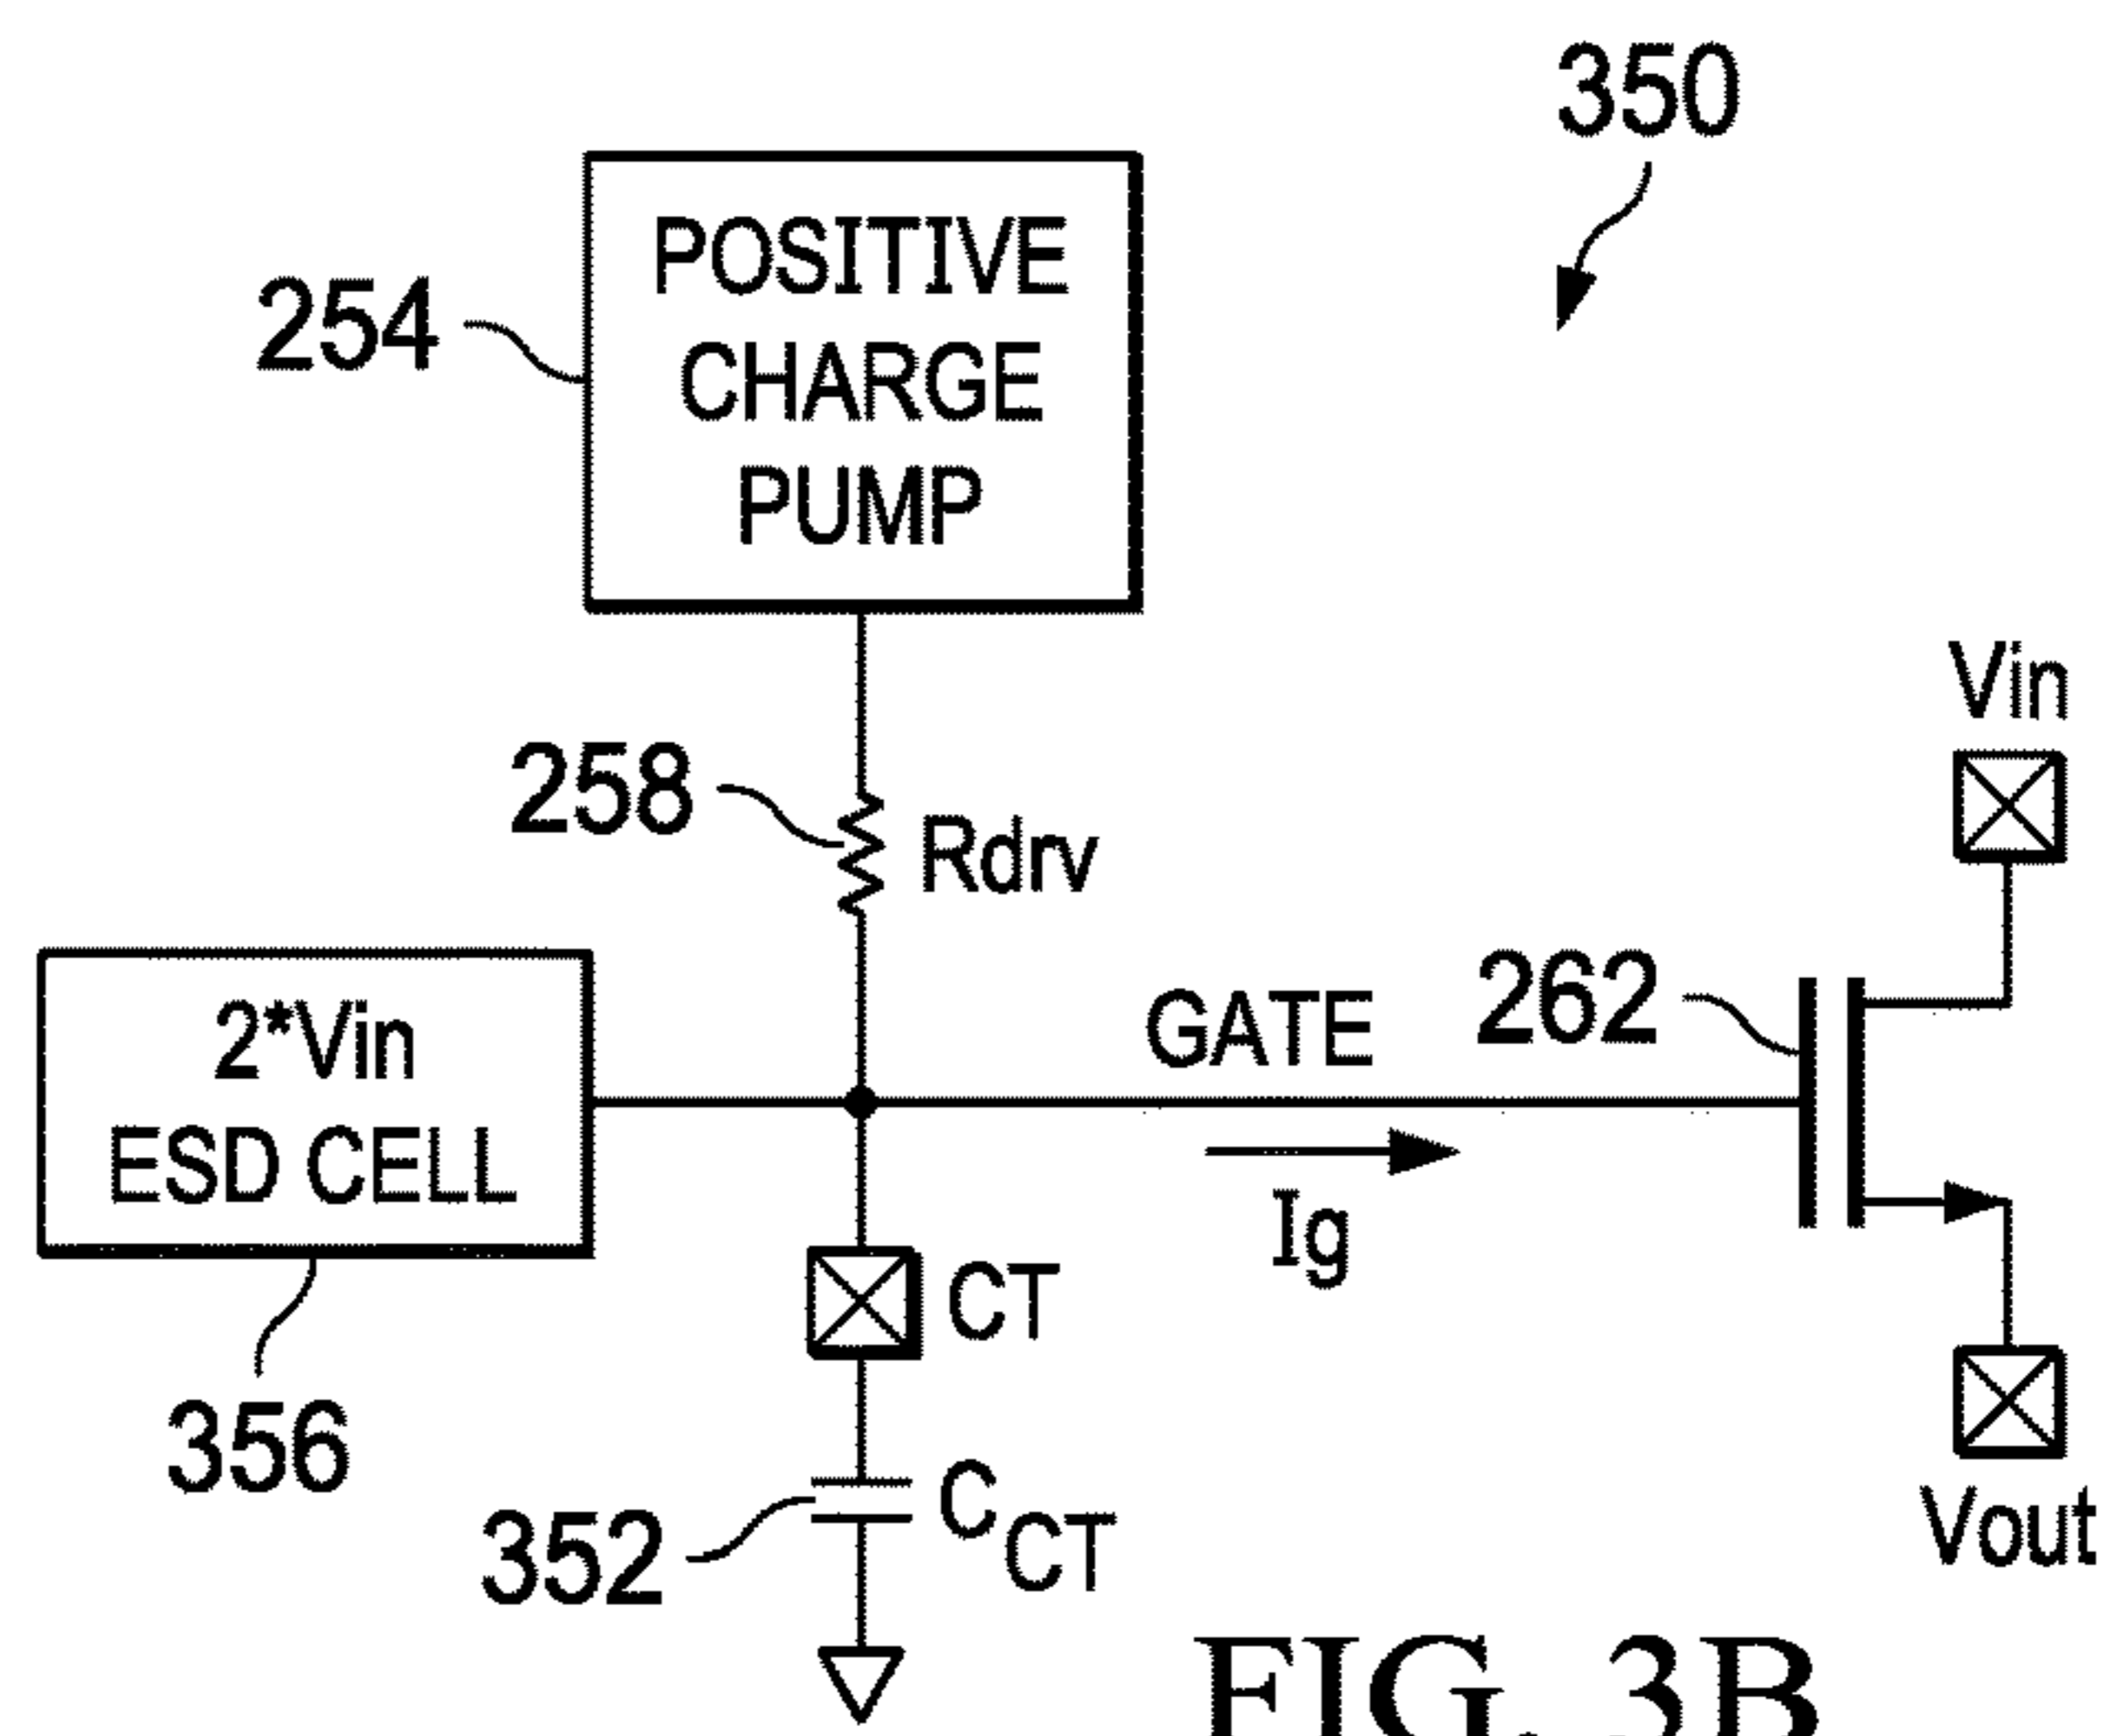 350
POSITIVE
CHARGE
PUMP
254
Vin
258
Rdrv
2*Vin
ESD CELL
GATE
262
Ig
CT
356
352
C CT
Vout
FIG. 3B